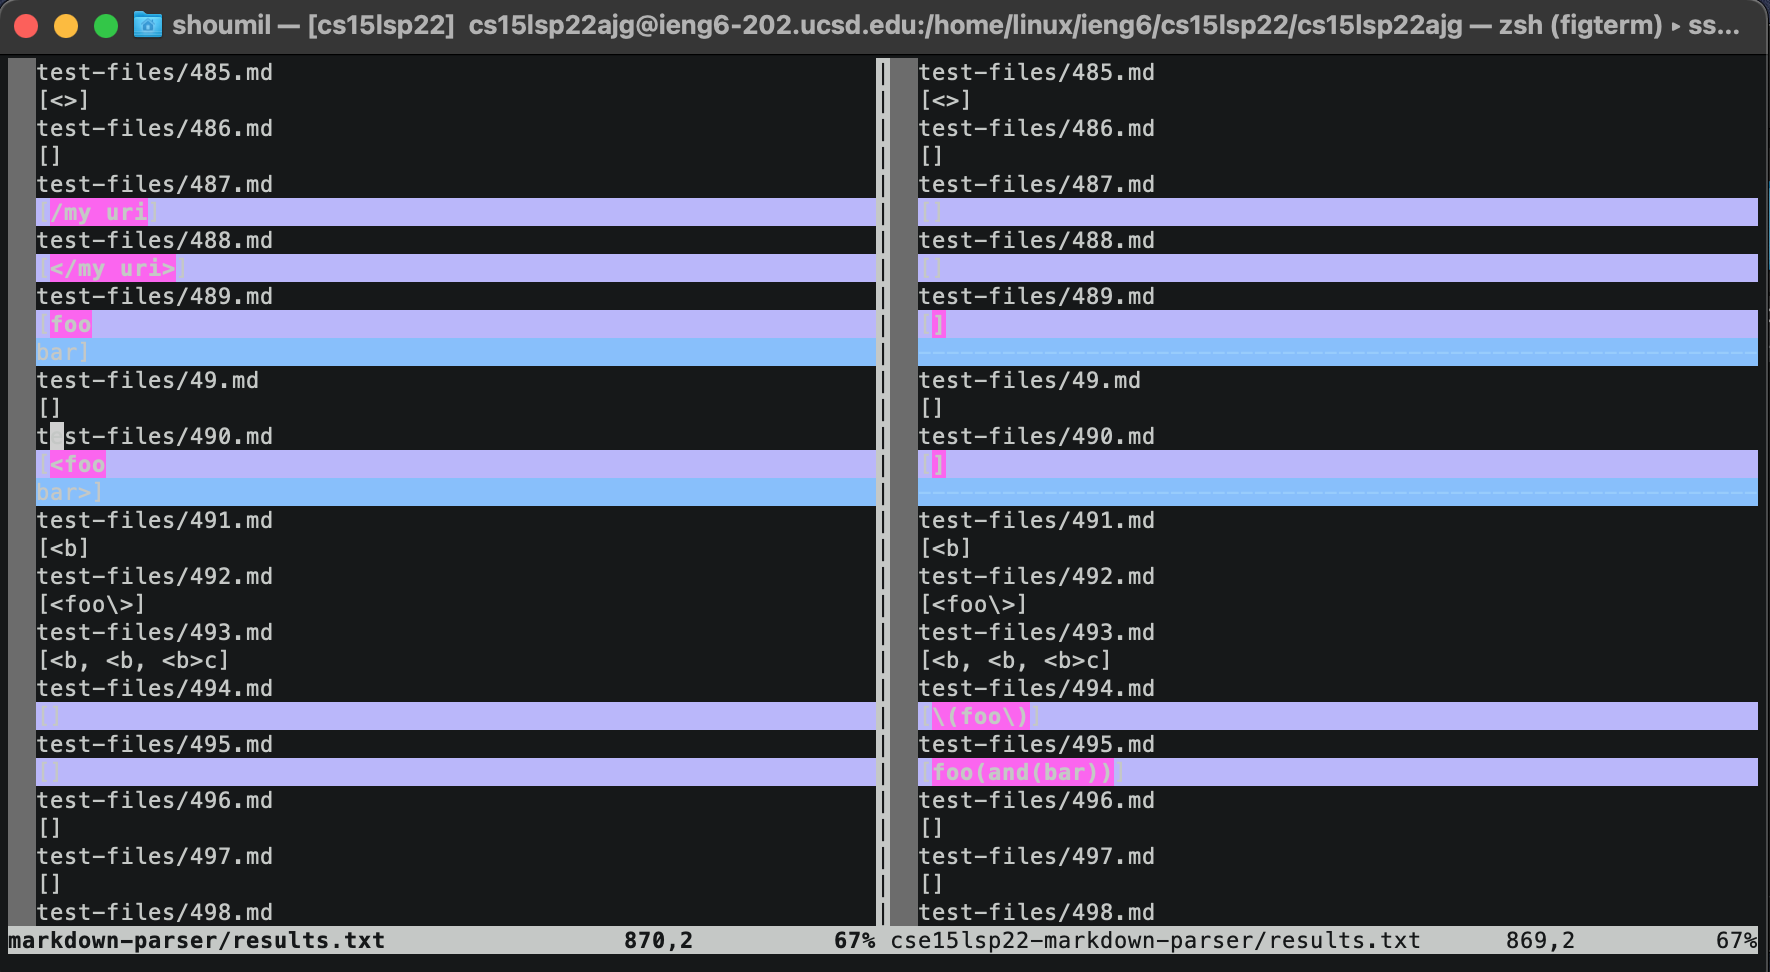 shoumil — [cs15lsp22] cs15lsp22ajg@ieng6-202.ucsd.edu:/home/linux/ieng6/cs15lsp22/cs15lsp22ajg — zsh (figterm) ▸ ss...
test-files/485.md
[<>]
test-files/486.md
[]
test-files/487.md
[/my uri]
test-files/488.md
[</my uri>]
test-files/489.md
[foo
bar]
test-files/49.md
[]
test-files/490.md
[<foo
bar>]
test-files/491.md
[<b]
test-files/492.md
[<foo\>]
test-files/493.md
[<b, <b, <b>c]
test-files/494.md
[]
test-files/495.md
[]
test-files/496.md
[]
test-files/497.md
[]
test-files/498.md
markdown-parser/results.txt 870,2 67%
test-files/485.md
[<>]
test-files/486.md
[]
test-files/487.md
[]
test-files/488.md
[]
test-files/489.md
[]
test-files/49.md
[]
test-files/490.md
[]
test-files/491.md
[<b]
test-files/492.md
[<foo\>]
test-files/493.md
[<b, <b, <b>c]
test-files/494.md
[\(foo\)]
test-files/495.md
[foo(and(bar))]
test-files/496.md
[]
test-files/497.md
[]
test-files/498.md
cse15lsp22-markdown-parser/results.txt 869,2 67%